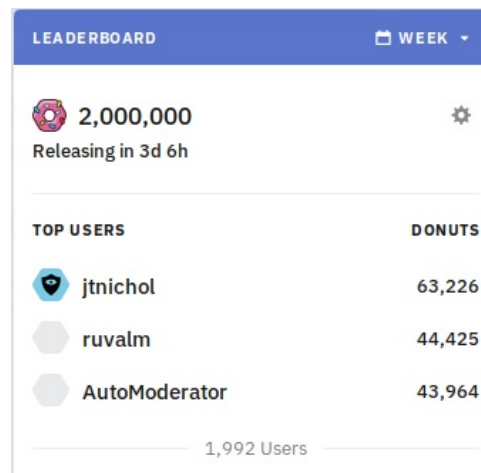 LEADERBOARD WEEK
2,000,000
Releasing in 3d 6h
TOP USERS DONUTS
jtnichol 63,226
ruvalm 44,425
AutoModerator 43,964
1,992 Users